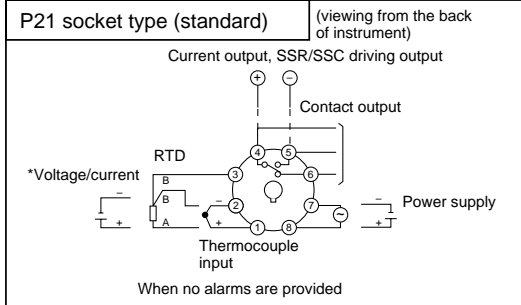 P21 socket type (standard)
(viewing from the back
of instrument)
Current output, SSR/SSC driving output
+ −
Contact output
4 5
RTD
*Voltage/current
3 6
B
− B − 2 7 ~ − Power supply
+ A + 1 8 +
Thermocouple
input
When no alarms are provided